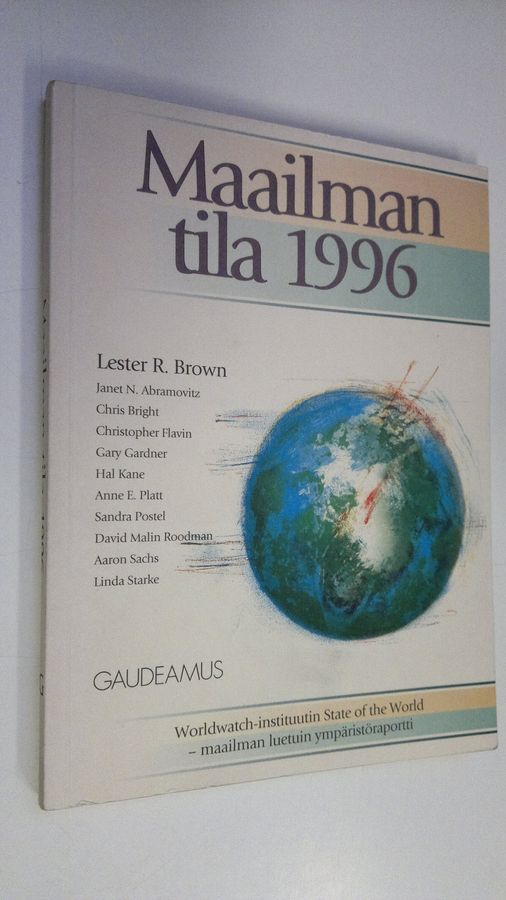 Maailman
tila 1996
Lester R. Brown
Janet N. Abramovitz
Chris Bright
Christopher Flavin
Gary Gardner
Hal Kane
Anne E. Platt
Sandra Postel
David Malin Roodman
Aaron Sachs
Linda Starke
GAUDEAMUS
Worldwatch-instituutin State of the World
– maailman luetuin ympäristöraportti